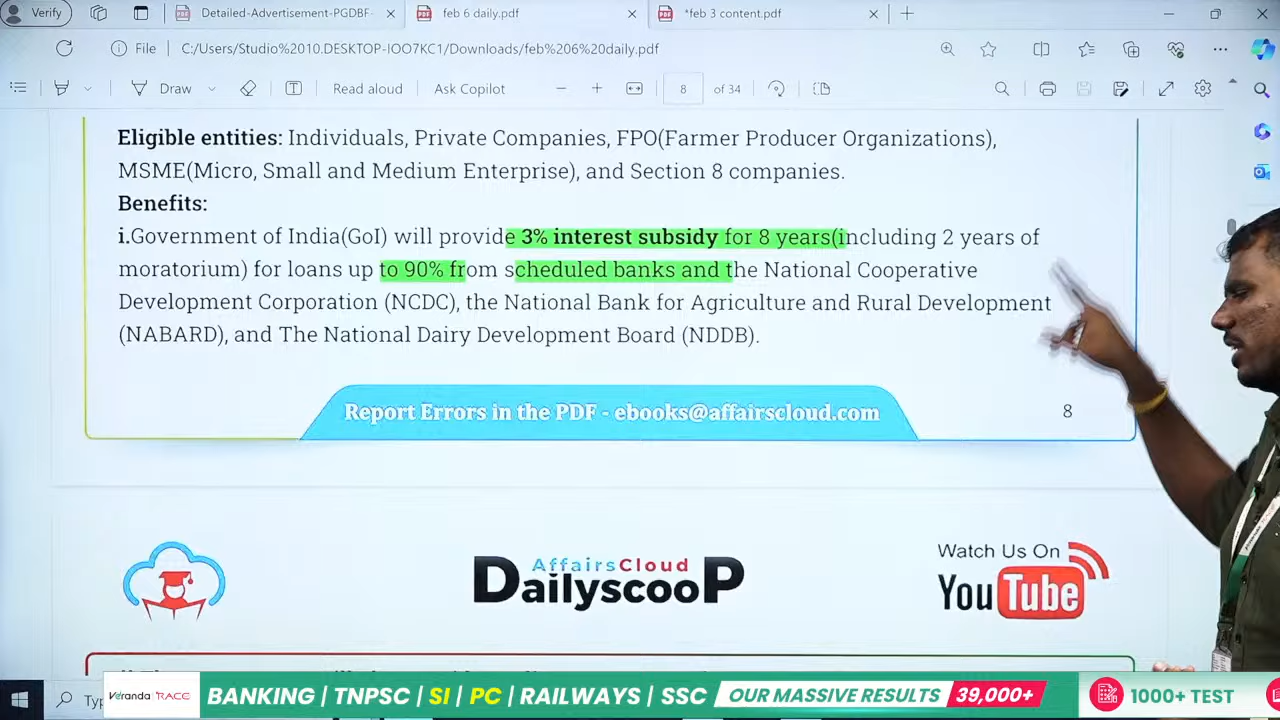 Verify
Detailed-Advertisement-PGDBF-
feb 6 daily.pdf
*feb 3 content.pdf
File
C:/Users/Studio%2010.DESKTOP-IOO7KC1/Downloads/feb%206%20daily.pdf
Draw
Read aloud
Ask Copilot
8
of 34
Eligible entities: Individuals, Private Companies, FPO(Farmer Producer Organizations),
MSME(Micro, Small and Medium Enterprise), and Section 8 companies.
Benefits:
i.Government of India(GoI) will provide 3% interest subsidy for 8 years(including 2 years of
moratorium) for loans up to 90% from scheduled banks and the National Cooperative
Development Corporation (NCDC), the National Bank for Agriculture and Rural Development
(NABARD), and The National Dairy Development Board (NDDB).
Report Errors in the PDF - ebooks@affairscloud.com
8
AffairsCloud
DailyscooP
Watch Us On
YouTube
Veranda RACE
BANKING | TNPSC | SI | PC | RAILWAYS | SSC
OUR MASSIVE RESULTS 39,000+
1000+ TEST